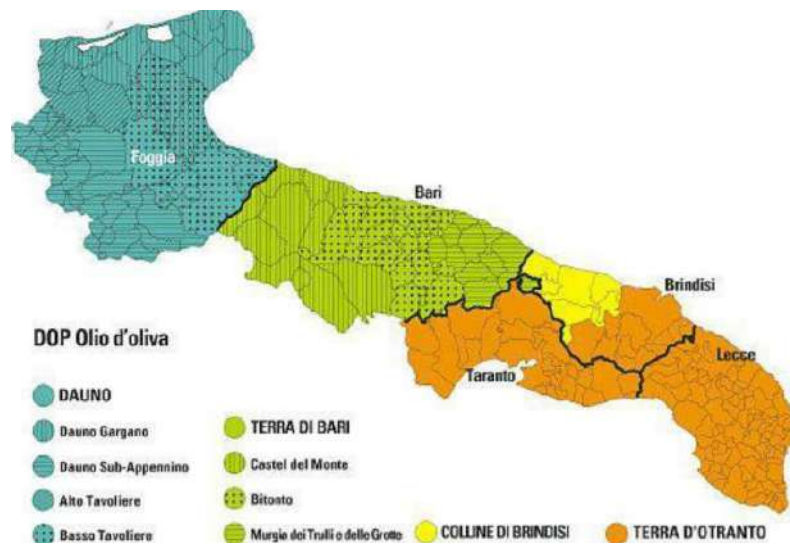 Foggia
Bari
Brindisi
Lecce
Taranto
DOP Olio d'oliva
DAUNO
Dauno Gargano
Dauno Sub-Appennino
Alto Tavoliere
Basso Tavoliere
TERRA DI BARI
Castel del Monte
Bitonto
Murgia dei Trulli e delle Grotte
COLLINE DI BRINDISI
TERRA D'OTRANTO